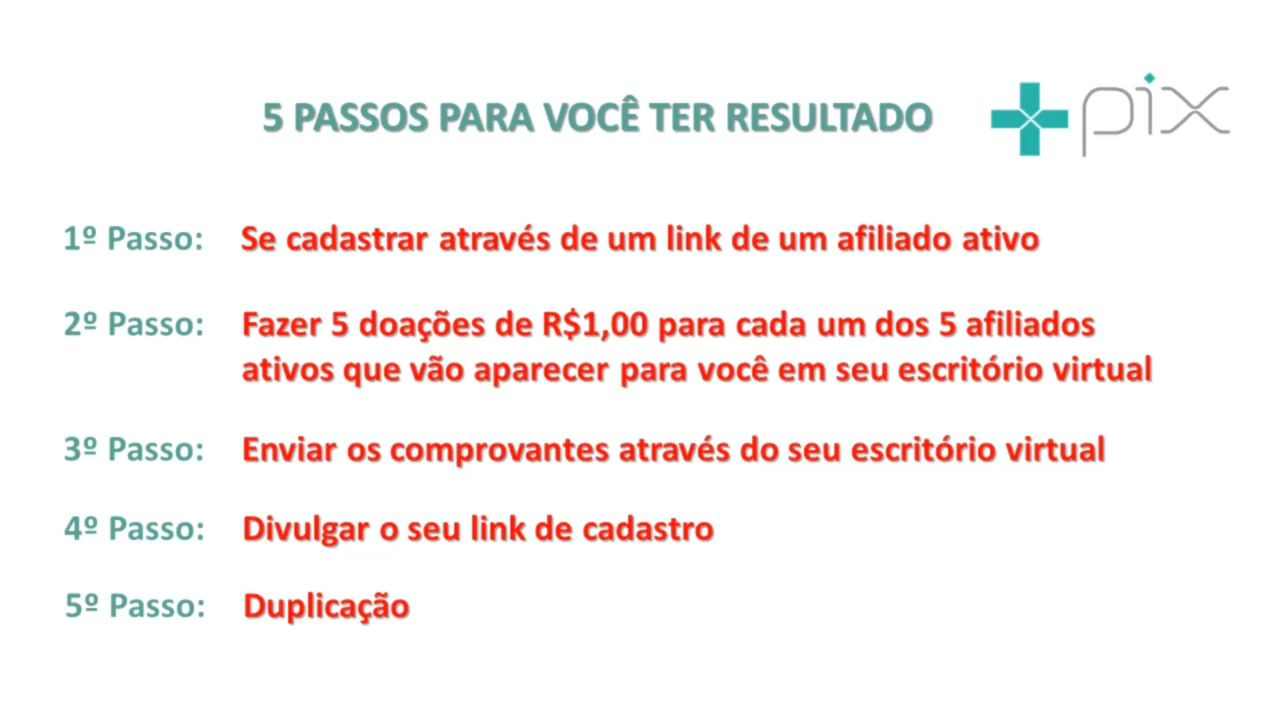 5 PASSOS PARA VOCÊ TER RESULTADO
pix
1º Passo: Se cadastrar através de um link de um afiliado ativo
2º Passo: Fazer 5 doações de R$1,00 para cada um dos 5 afiliados
ativos que vão aparecer para você em seu escritório virtual
3º Passo: Enviar os comprovantes através do seu escritório virtual
4º Passo: Divulgar o seu link de cadastro
5º Passo: Duplicação